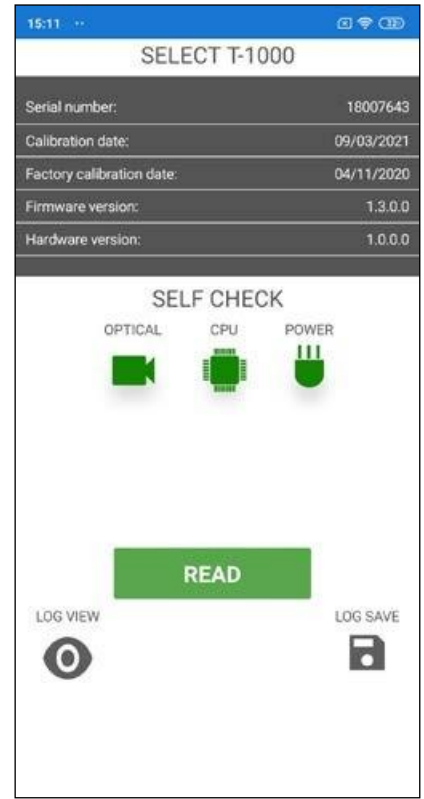 15:11 ··
32
SELECT T-1000
Serial number: 18007643
Calibration date: 09/03/2021
Factory calibration date: 04/11/2020
Firmware version: 1.3.0.0
Hardware version: 1.0.0.0
SELF CHECK
OPTICAL CPU POWER
READ
LOG VIEW LOG SAVE